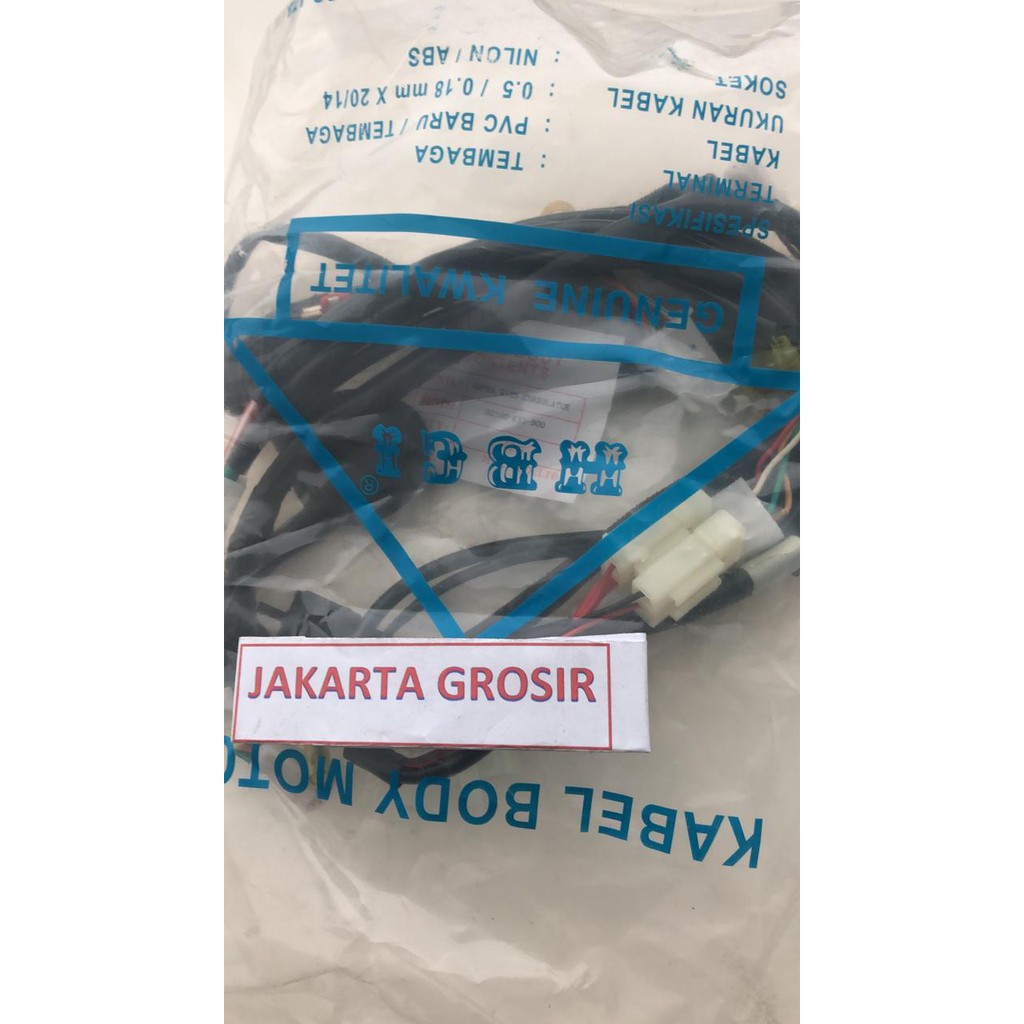 KABEL BODY MOTO
JAKARTA GROSIR
HBCI®
GENUINE KWALITET
SPESIFIKASI
TERMINAL : TEMBAGA
KABEL : PVC BARU / TEMBAGA
UKURAN KABEL : 0.5 / 0.18 mm X 20/14
SOKET : NILON / ABS